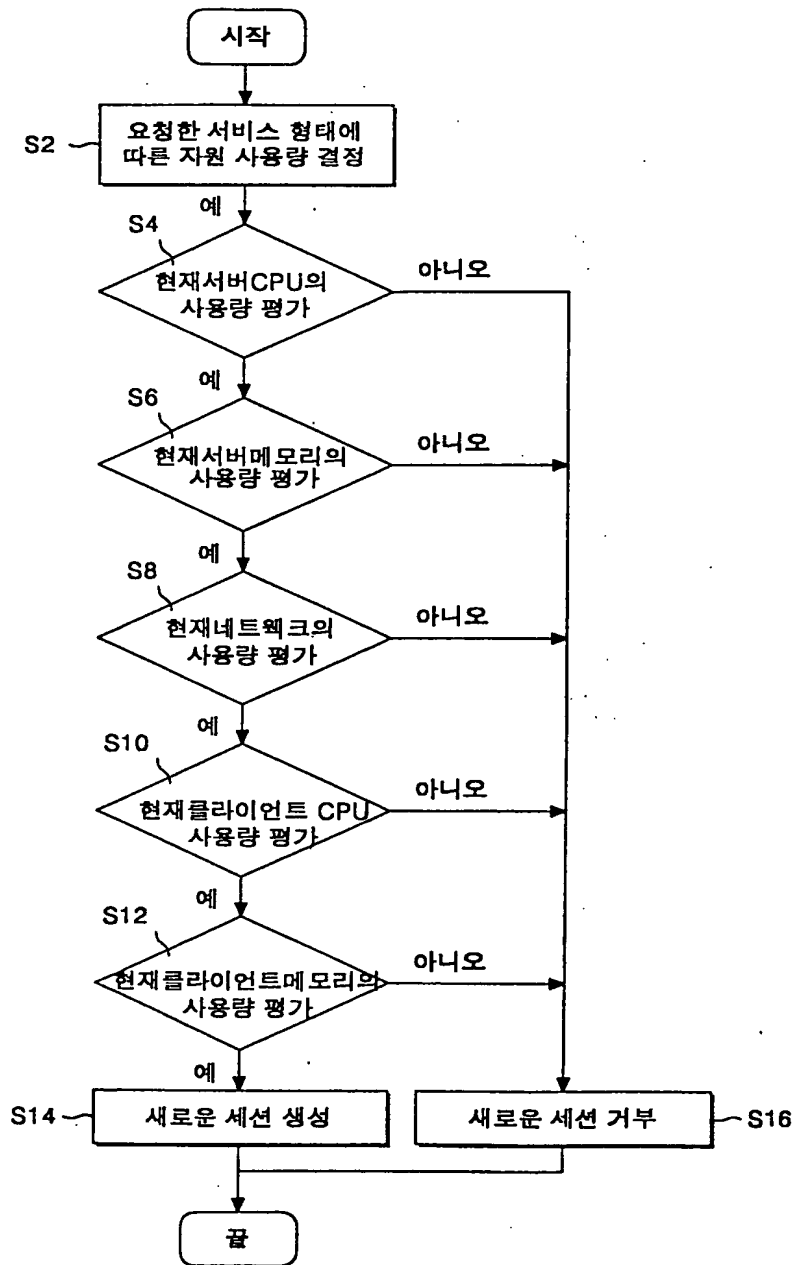 시작
S2
요청한 서비스 형태에
따른 자원 사용량 결정
예
S4
현재서버CPU의
사용량 평가
아니오
예
S6
현재서버메모리의
사용량 평가
아니오
예
S8
현재네트웩크의
사용량 평가
아니오
예
S10
현재클라이언트 CPU
사용량 평가
아니오
예
S12
현재클라이언트메모리의
사용량 평가
아니오
예
S14
새로운 세션 생성
새로운 세션 거부
S16
끝